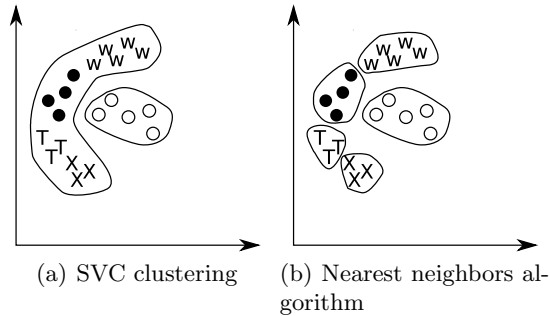 W W W W W
T T T
X X X
W W W W W
T T T
X X X
(a) SVC clustering
(b) Nearest neighbors al-
gorithm